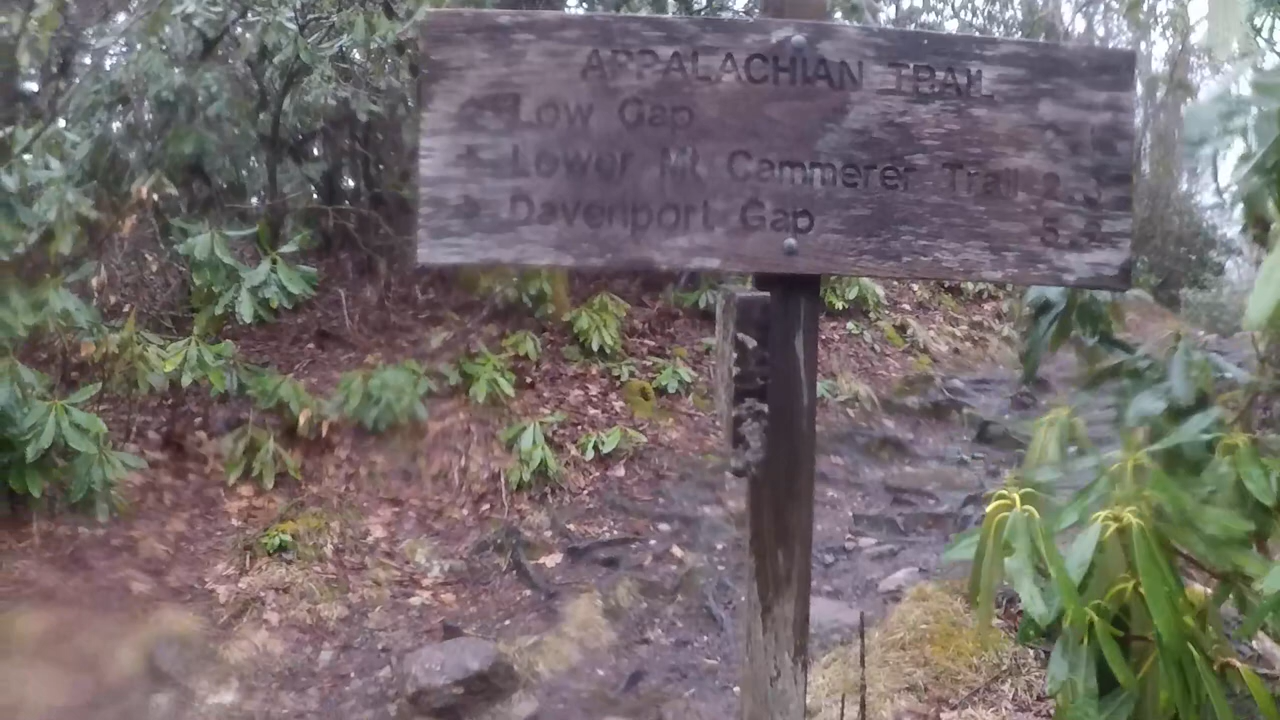 APPALACHIAN TRAIL
Low Gap
Lower Mt Cammerer Trail
Davenport Gap